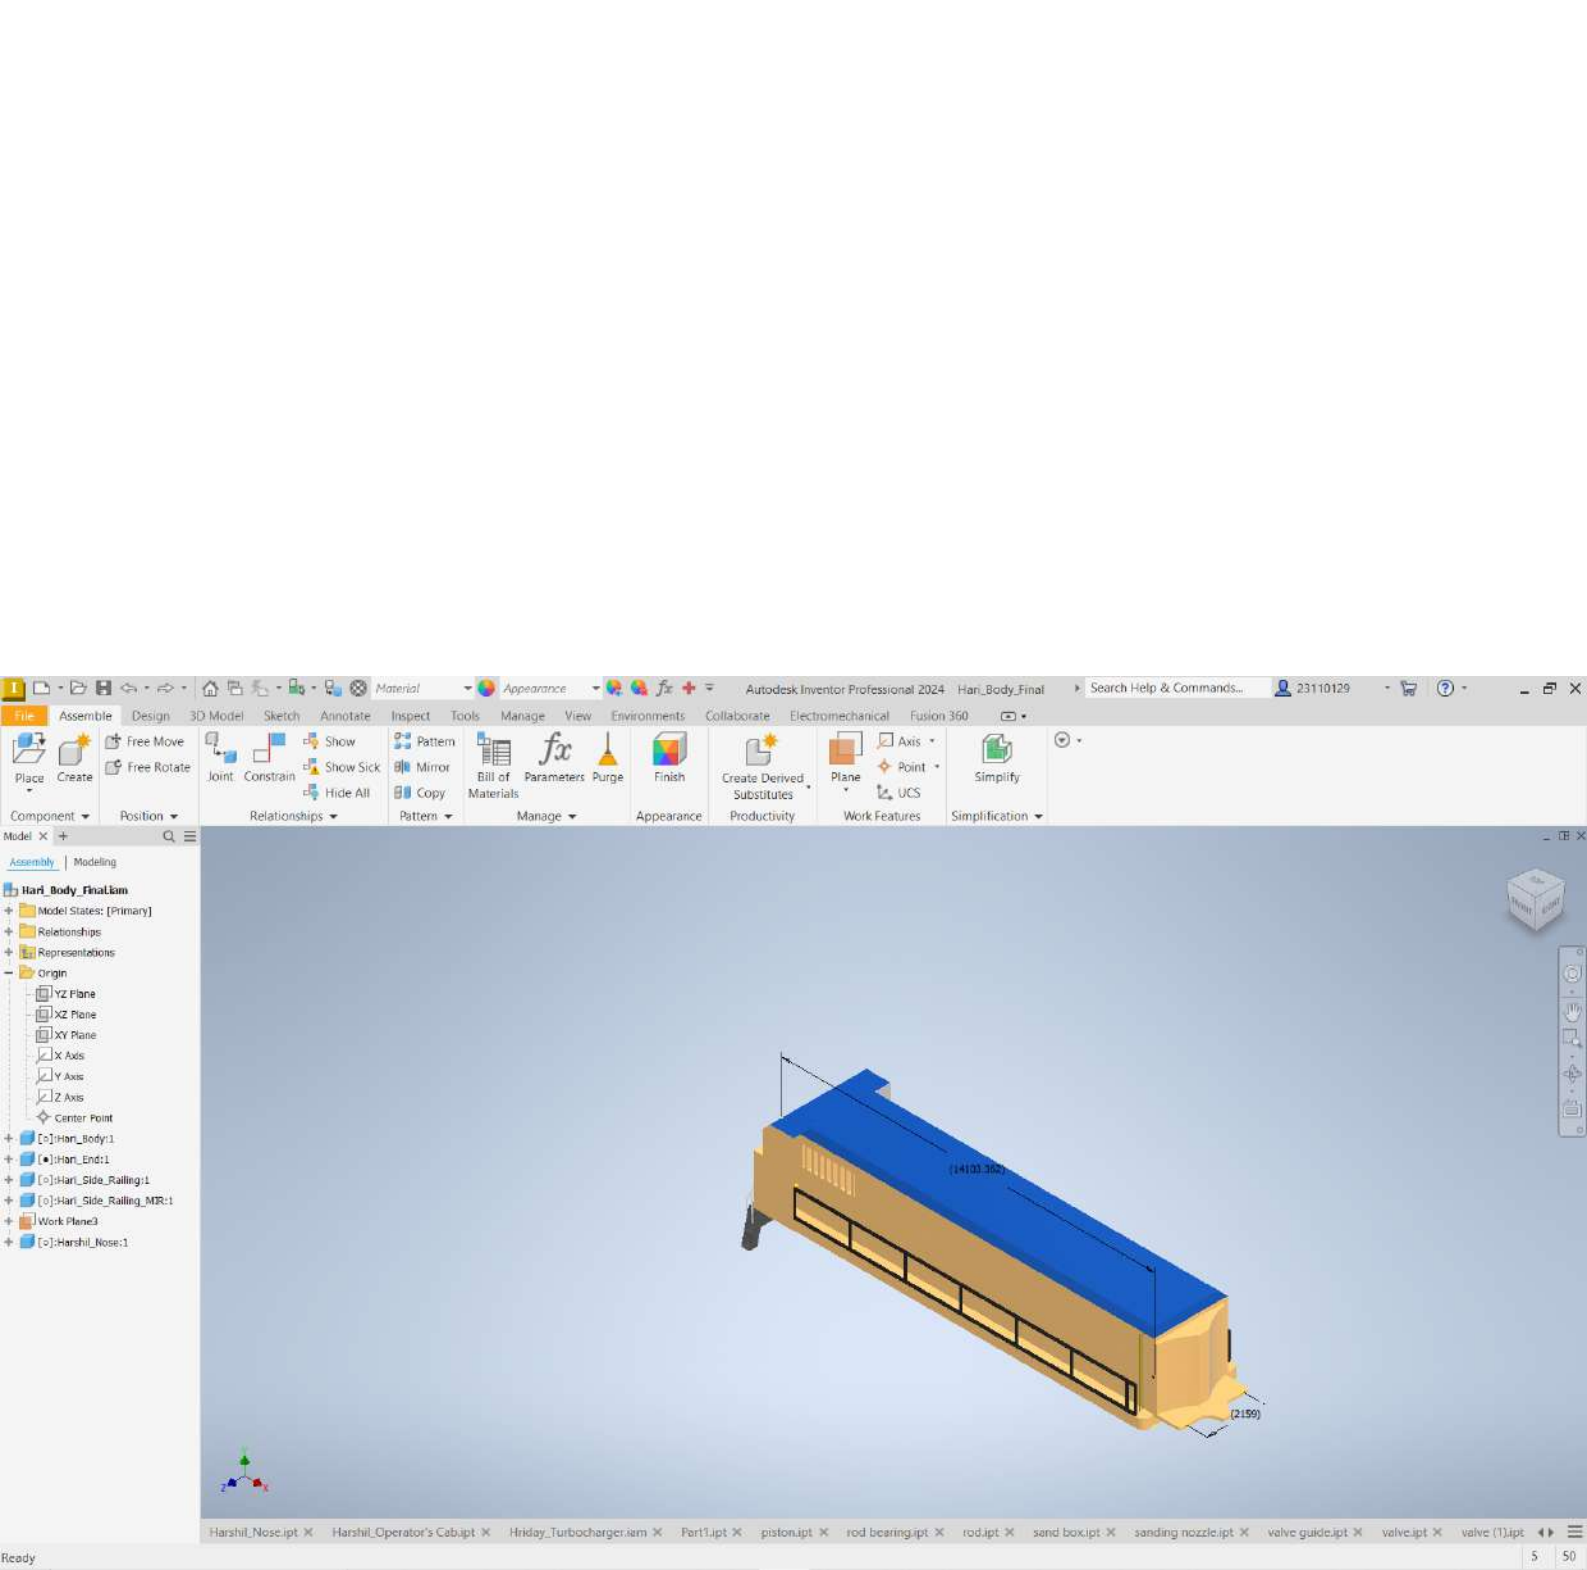 Material Appearance Autodesk Inventor Professional 2024 Hari_Body_Final Search Help & Commands... 23110129
File Assemble Design 3D Model Sketch Annotate Inspect Tools Manage View Environments Collaborate Electromechanical Fusion 360
Place Create Free Move Free Rotate Joint Constrain Show Show Sick Hide All Pattern Mirror Copy Bill of Materials fx Parameters Purge Finish Create Derived Substitutes Plane Axis Point UCS Simplify
Component Position Relationships Pattern Manage Appearance Productivity Work Features Simplification
Model
Assembly | Modeling
Hari_Body_Final.iam
Model States: [Primary]
Relationships
Representations
Origin
YZ Plane
XZ Plane
XY Plane
X Axis
Y Axis
Z Axis
Center Point
[○]:Hari_Body:1
[●]:Hari_End:1
[○]:Hari_Side_Railing:1
[○]:Hari_Side_Railing_MIR:1
Work Plane3
[○]:Harshil_Nose:1
(14103.362)
(2159)
Y
Z X
Harshil_Nose.ipt Harshil_Operator's Cab.ipt Hriday_Turbocharger.iam Part1.ipt piston.ipt rod bearing.ipt rod.ipt sand box.ipt sanding nozzle.ipt valve guide.ipt valve.ipt valve (1).ipt
Ready 5 50